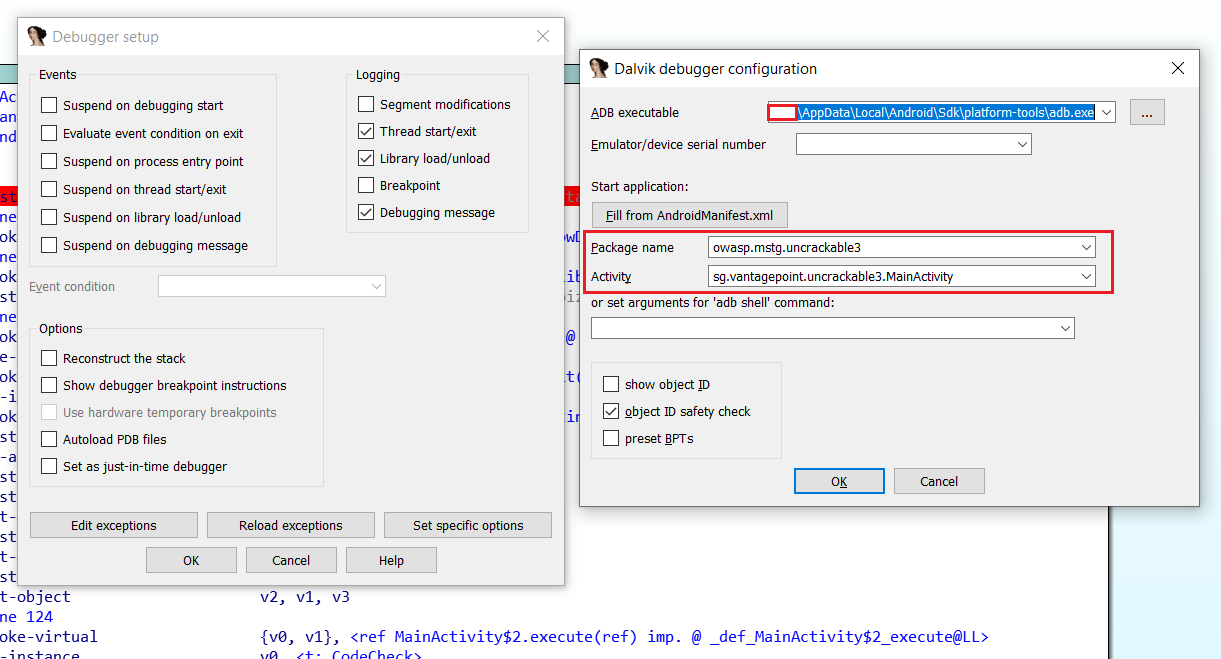 Debugger setup
Events
Suspend on debugging start
Evaluate event condition on exit
Suspend on process entry point
Suspend on thread start/exit
Suspend on library load/unload
Suspend on debugging message
Logging
Segment modifications
Thread start/exit
Library load/unload
Breakpoint
Debugging message
Event condition
Options
Reconstruct the stack
Show debugger breakpoint instructions
Use hardware temporary breakpoints
Autoload PDB files
Set as just-in-time debugger
Edit exceptions
Reload exceptions
Set specific options
OK
Cancel
Help
Dalvik debugger configuration
ADB executable
\AppData\Local\Android\Sdk\platform-tools\adb.exe
...
Emulator/device serial number
Start application:
Fill from AndroidManifest.xml
Package name
owasp.mstg.uncrackable3
Activity
sg.vantagepoint.uncrackable3.MainActivity
or set arguments for 'adb shell' command:
show object ID
object ID safety check
preset BPTs
OK
Cancel
t-object v2, v1, v3
ne 124
oke-virtual {v0, v1}, <ref MainActivity$2.execute(ref) imp. @ _def_MainActivity$2_execute@LL>
-instance v0, <t: CodeCheck>